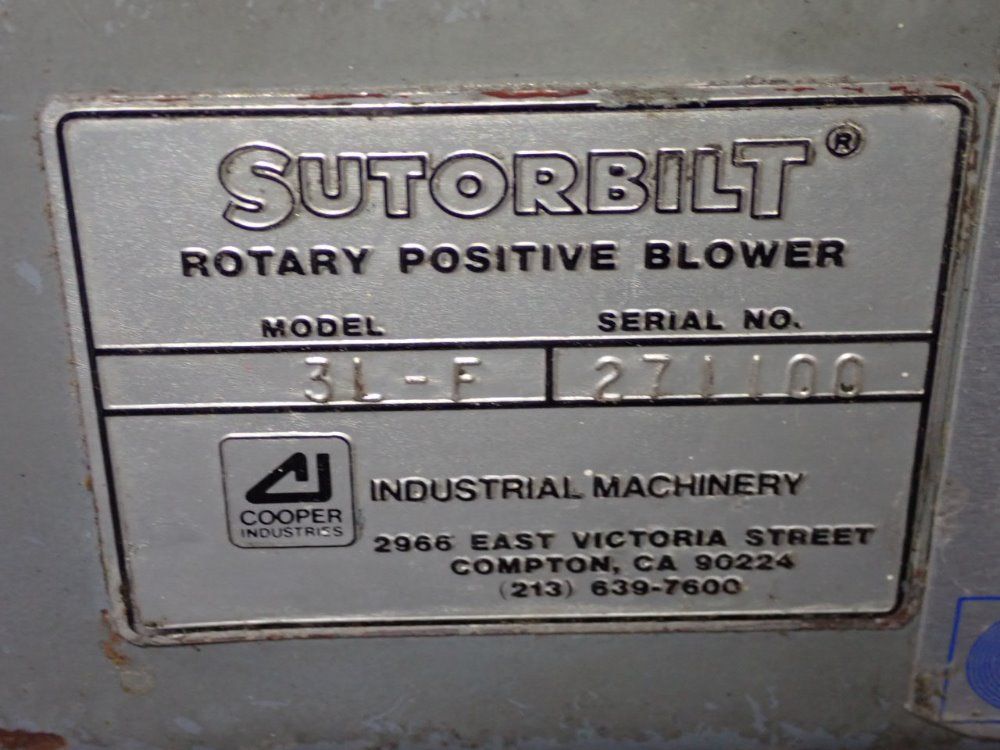 SUTORBILT®
ROTARY POSITIVE BLOWER
MODEL SERIAL NO.
3L-F 271100
COOPER
INDUSTRIES
INDUSTRIAL MACHINERY
2966 EAST VICTORIA STREET
COMPTON, CA 90224
(213) 639-7600